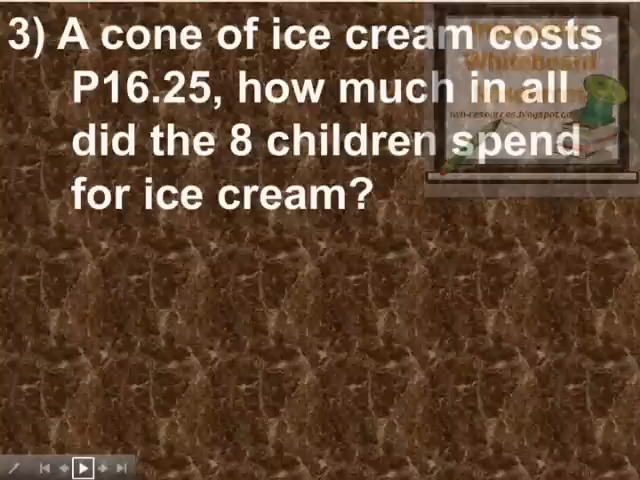 3) A cone of ice cream costs
P16.25, how much in all
did the 8 children spend
for ice cream?
Whiteboard